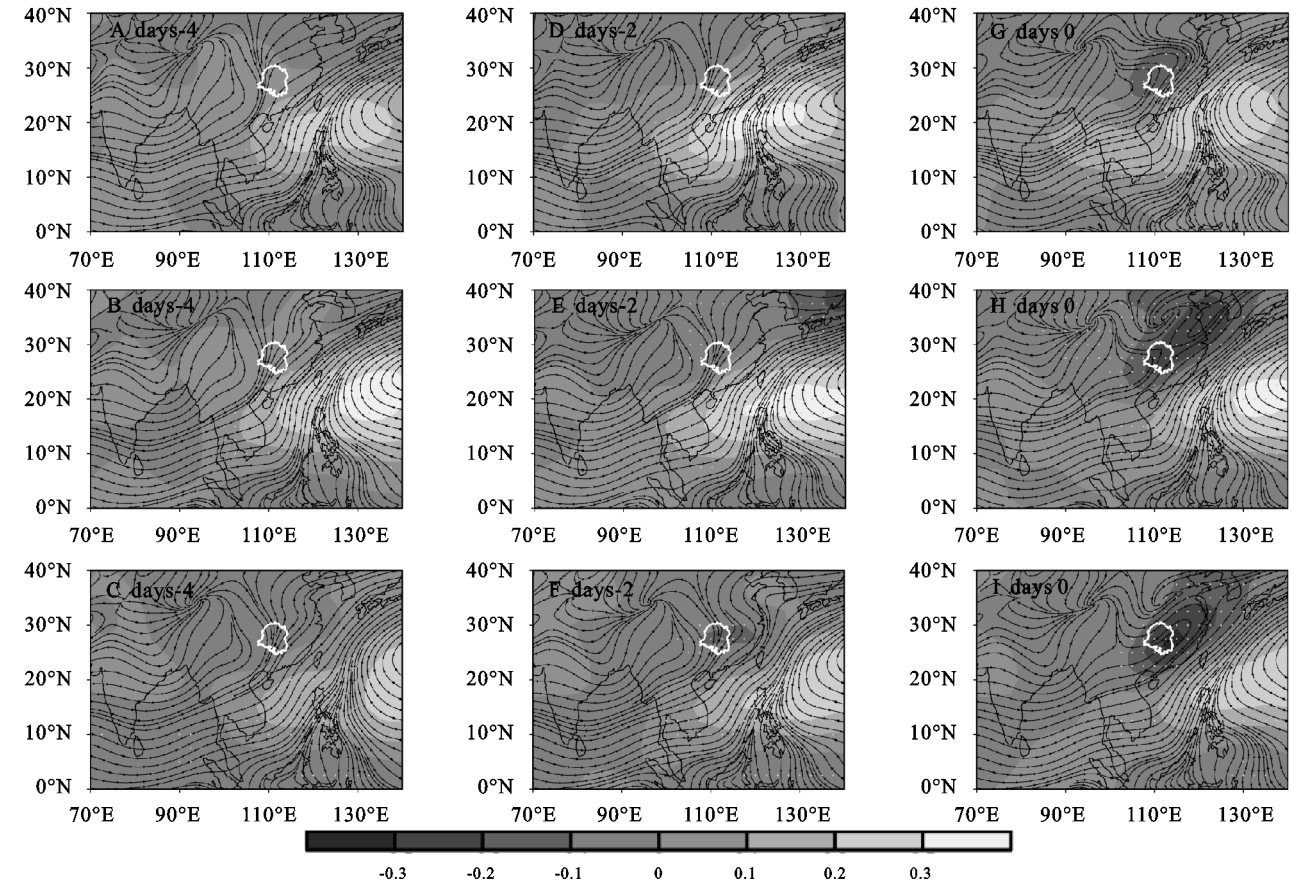 40°N 40°N 40°N
A days-4 D days-2 G days 0
30°N 30°N 30°N
20°N 20°N 20°N
10°N 10°N 10°N
0°N 0°N 0°N
70°E 90°E 110°E 130°E 70°E 90°E 110°E 130°E 70°E 90°E 110°E 130°E
40°N 40°N 40°N
B days-4 E days-2 H days 0
30°N 30°N 30°N
20°N 20°N 20°N
10°N 10°N 10°N
0°N 0°N 0°N
70°E 90°E 110°E 130°E 70°E 90°E 110°E 130°E 70°E 90°E 110°E 130°E
40°N 40°N 40°N
C days-4 F days-2 I days 0
30°N 30°N 30°N
20°N 20°N 20°N
10°N 10°N 10°N
0°N 0°N 0°N
70°E 90°E 110°E 130°E 70°E 90°E 110°E 130°E 70°E 90°E 110°E 130°E
-0.3 -0.2 -0.1 0 0.1 0.2 0.3